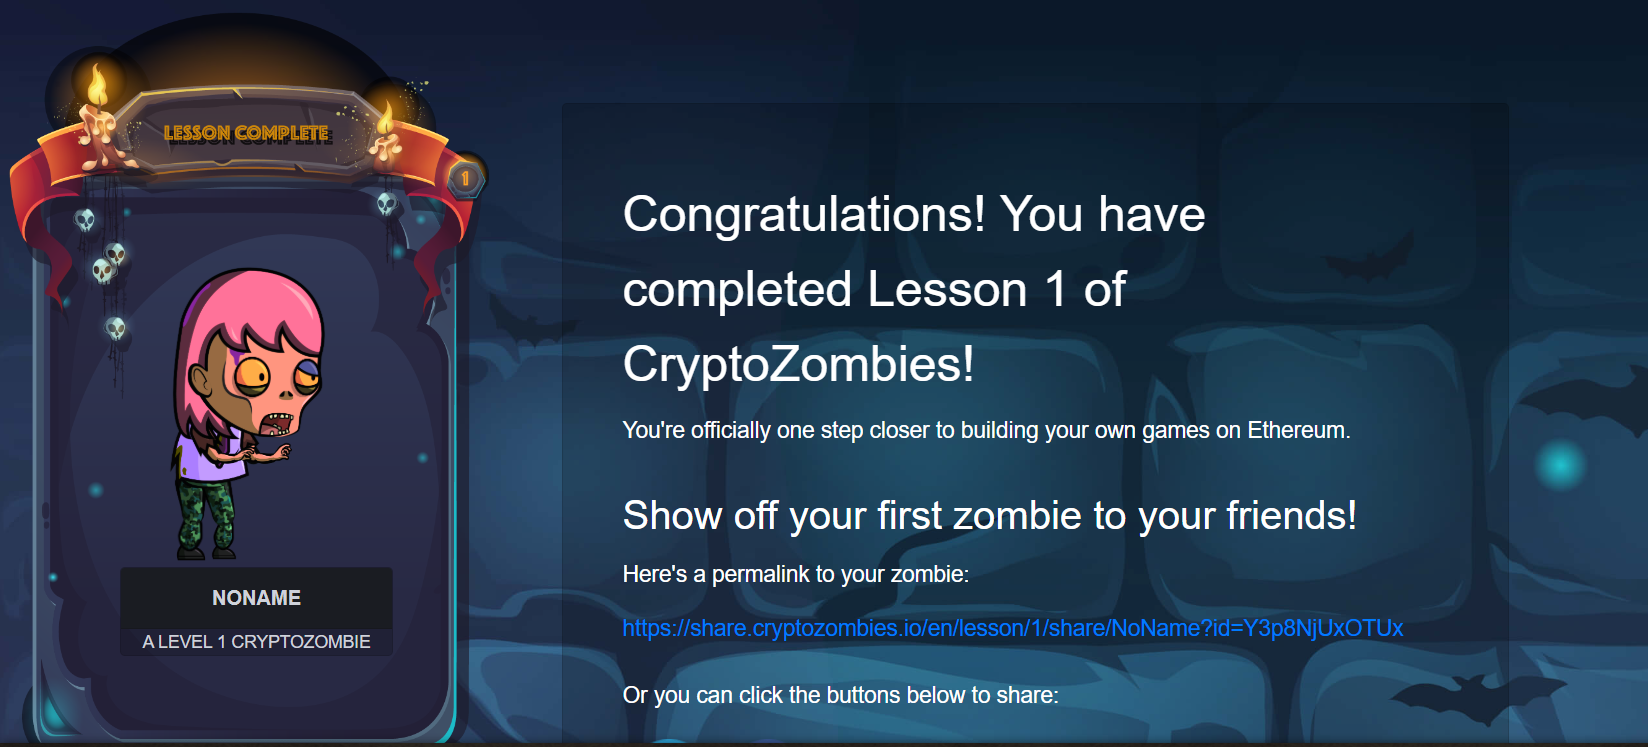 LESSON COMPLETE
1
NONAME
A LEVEL 1 CRYPTOZOMBIE
Congratulations! You have
completed Lesson 1 of
CryptoZombies!
You're officially one step closer to building your own games on Ethereum.
Show off your first zombie to your friends!
Here's a permalink to your zombie:
https://share.cryptozombies.io/en/lesson/1/share/NoName?id=Y3p8NjUxOTUx
Or you can click the buttons below to share: